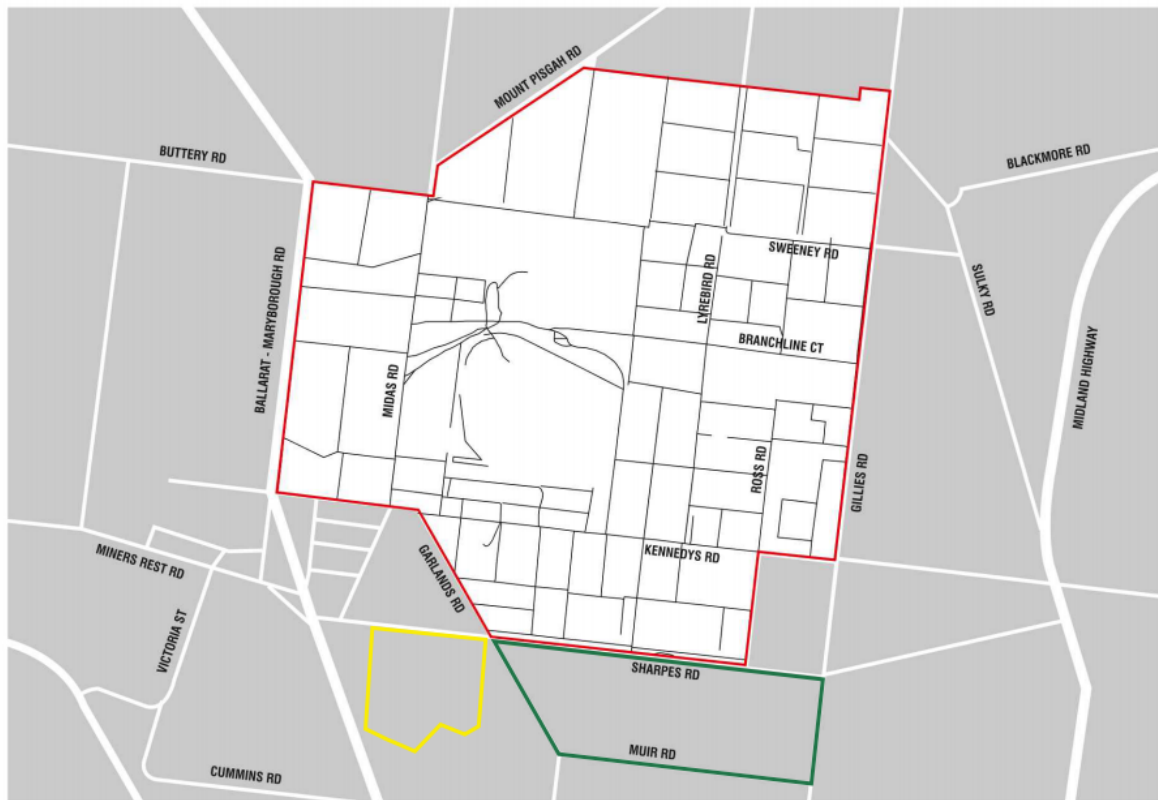 MOUNT PISGAH RD
BUTTERY RD
BLACKMORE RD
SWEENEY RD
LYREBIRD RD
SULKY RD
BALLARAT - MARYBOROUGH RD
BRANCHLINE CT
MIDLAND HIGHWAY
MIDAS RD
ROSS RD
GILLIES RD
KENNEDYS RD
MINERS REST RD
GARLANDS RD
VICTORIA ST
SHARPES RD
MUIR RD
CUMMINS RD